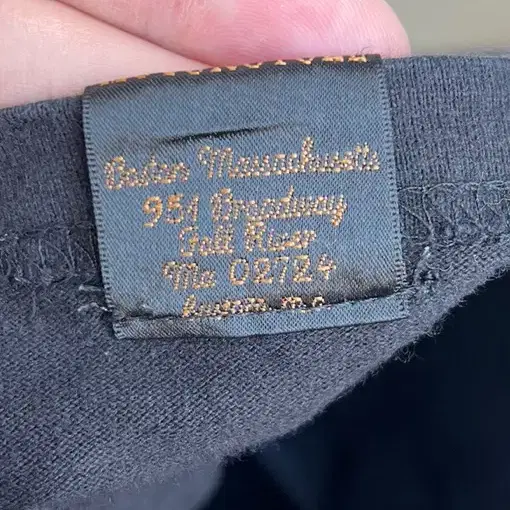 Boston Massachusetts
951 Broadway
Fall River
Ma 02724